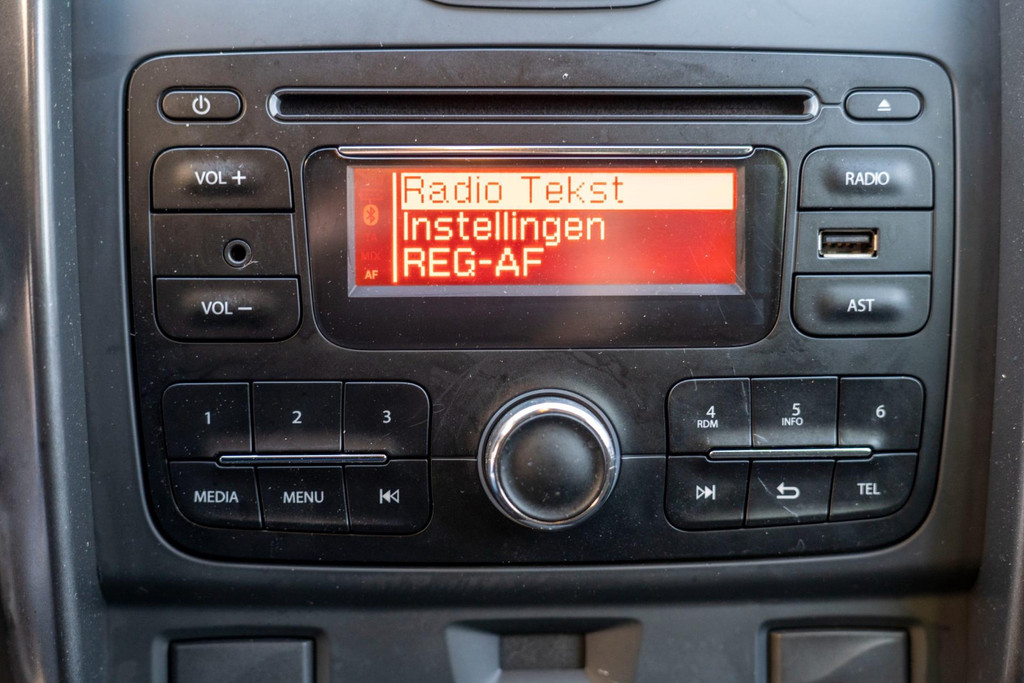 VOL +
RADIO
Radio Tekst
Instellingen
REG-AF
MIX
AF
VOL −
AST
1
2
3
4
RDM
5
INFO
6
MEDIA
MENU
TEL